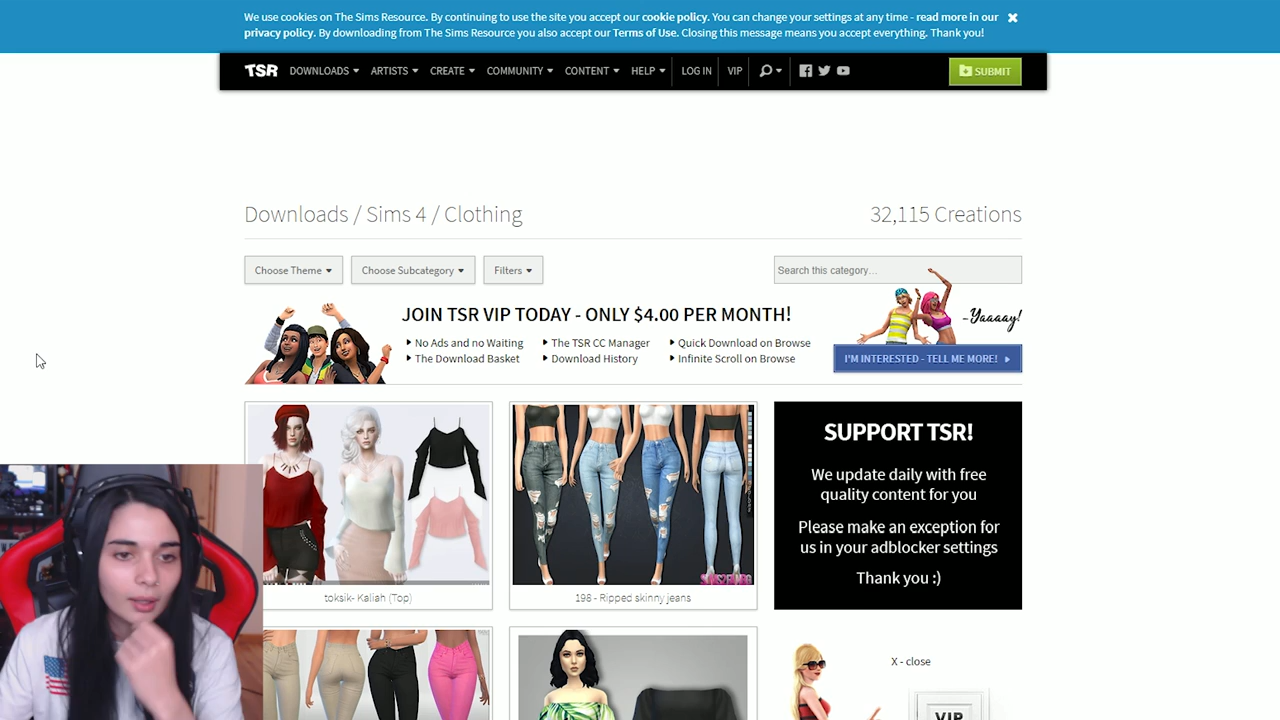 We use cookies on The Sims Resource. By continuing to use the site you accept our cookie policy. You can change your settings at any time - read more in our
privacy policy. By downloading from The Sims Resource you also accept our Terms of Use. Closing this message means you accept everything. Thank you!
TSR DOWNLOADS ARTISTS CREATE COMMUNITY CONTENT HELP LOG IN VIP SUBMIT
Downloads / Sims 4 / Clothing 32,115 Creations
Choose Theme Choose Subcategory Filters Search this category...
JOIN TSR VIP TODAY - ONLY $4.00 PER MONTH!
- Yaaaay!
No Ads and no Waiting The TSR CC Manager Quick Download on Browse
The Download Basket Download History Infinite Scroll on Browse
I'M INTERESTED - TELL ME MORE!
SUPPORT TSR!
We update daily with free
quality content for you
Please make an exception for
us in your adblocker settings
Thank you :)
toksik- Kaliah (Top) 198 - Ripped skinny jeans
X - close
VIP